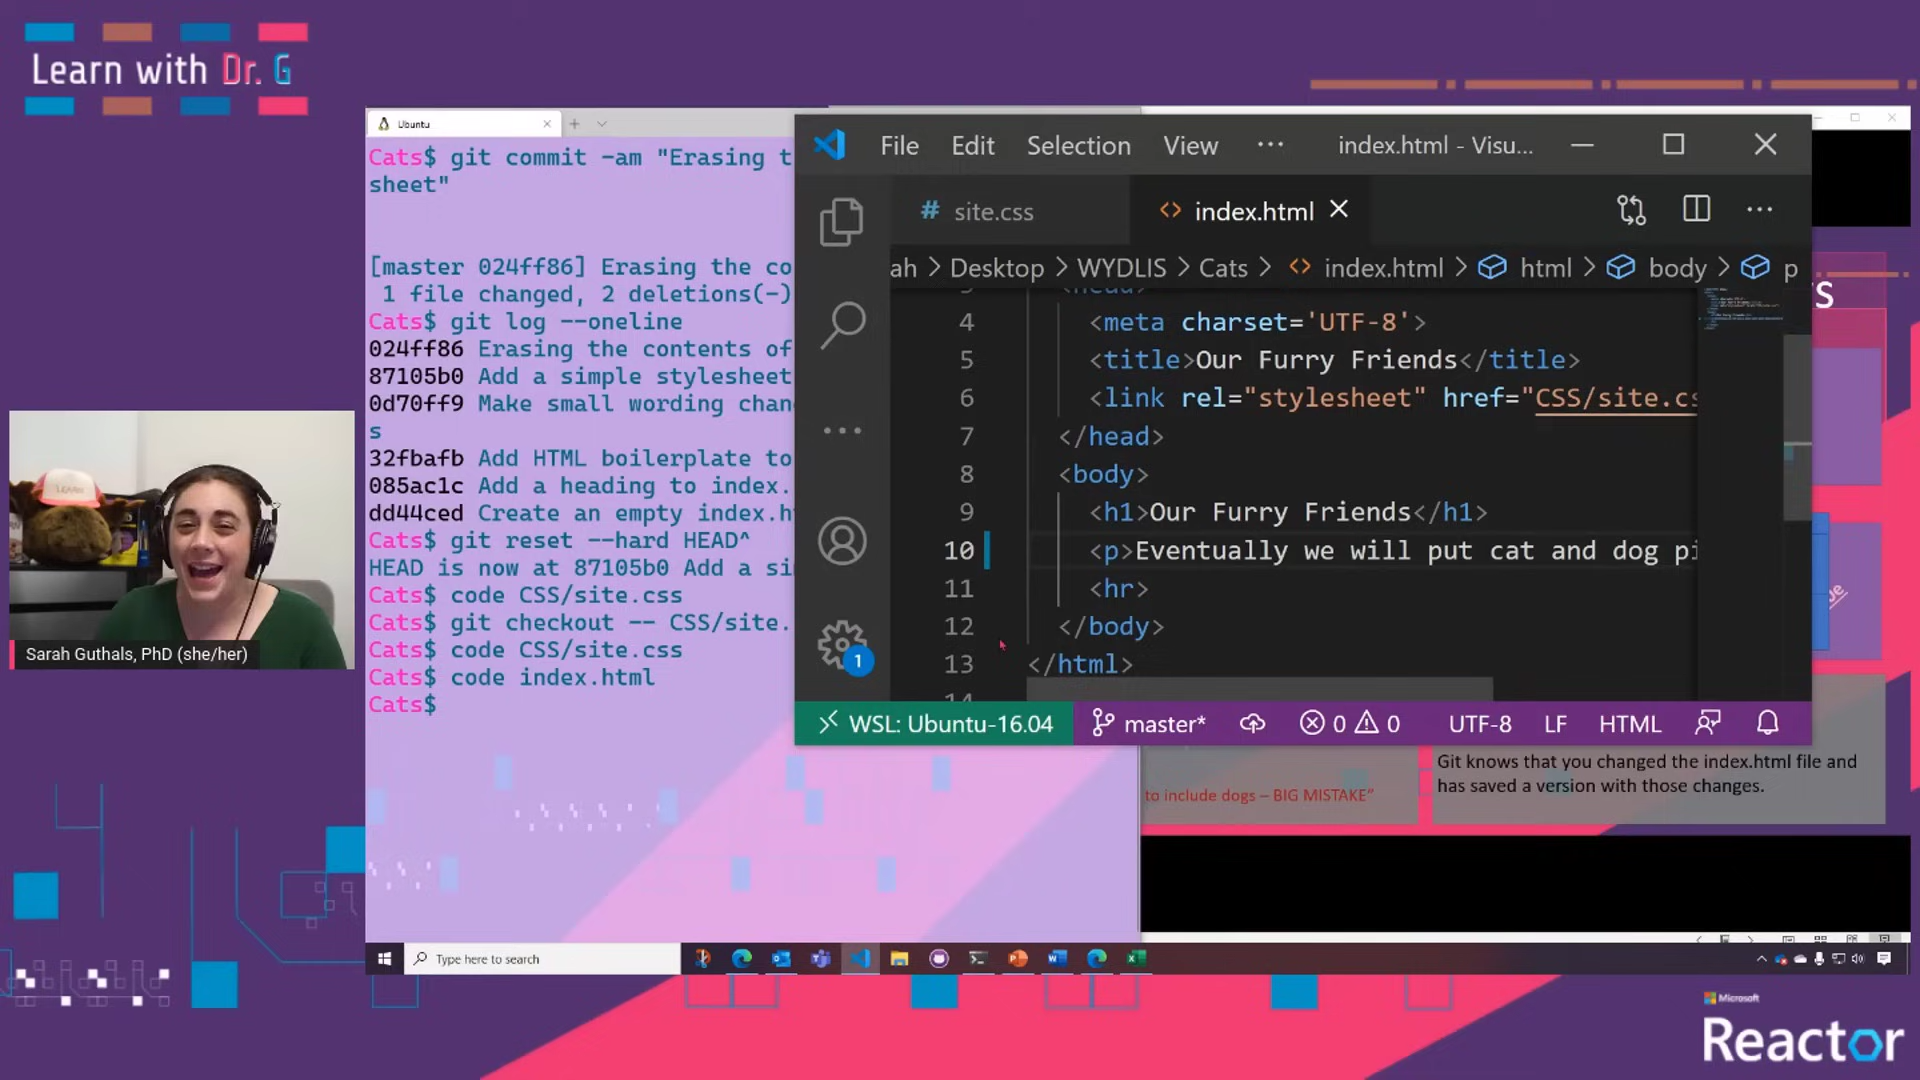 Learn with Dr. G
Ubuntu
Cats$ git commit -am "Erasing t
sheet"
[master 024ff86] Erasing the co
1 file changed, 2 deletions(-)
Cats$ git log --oneline
024ff86 Erasing the contents of
87105b0 Add a simple stylesheet
0d70ff9 Make small wording chan
s
32fbafb Add HTML boilerplate to
085ac1c Add a heading to index.
dd44ced Create an empty index.h
Cats$ git reset --hard HEAD^
HEAD is now at 87105b0 Add a si
Cats$ code CSS/site.css
Cats$ git checkout -- CSS/site.
Cats$ code CSS/site.css
Cats$ code index.html
Cats$
File Edit Selection View ··· index.html - Visu...
# site.css <> index.html
ah > Desktop > WYDLIS > Cats > <> index.html > html > body > p
4 <meta charset='UTF-8'>
5 <title>Our Furry Friends</title>
6 <link rel="stylesheet" href="CSS/site.cs
7 </head>
8 <body>
9 <h1>Our Furry Friends</h1>
10 <p>Eventually we will put cat and dog pi
11 <hr>
12 </body>
13 </html>
1
WSL: Ubuntu-16.04 master* 0 0 UTF-8 LF HTML
to include dogs – BIG MISTAKE"
Git knows that you changed the index.html file and
has saved a version with those changes.
LEARN
Sarah Guthals, PhD (she/her)
Type here to search
Microsoft
Reactor